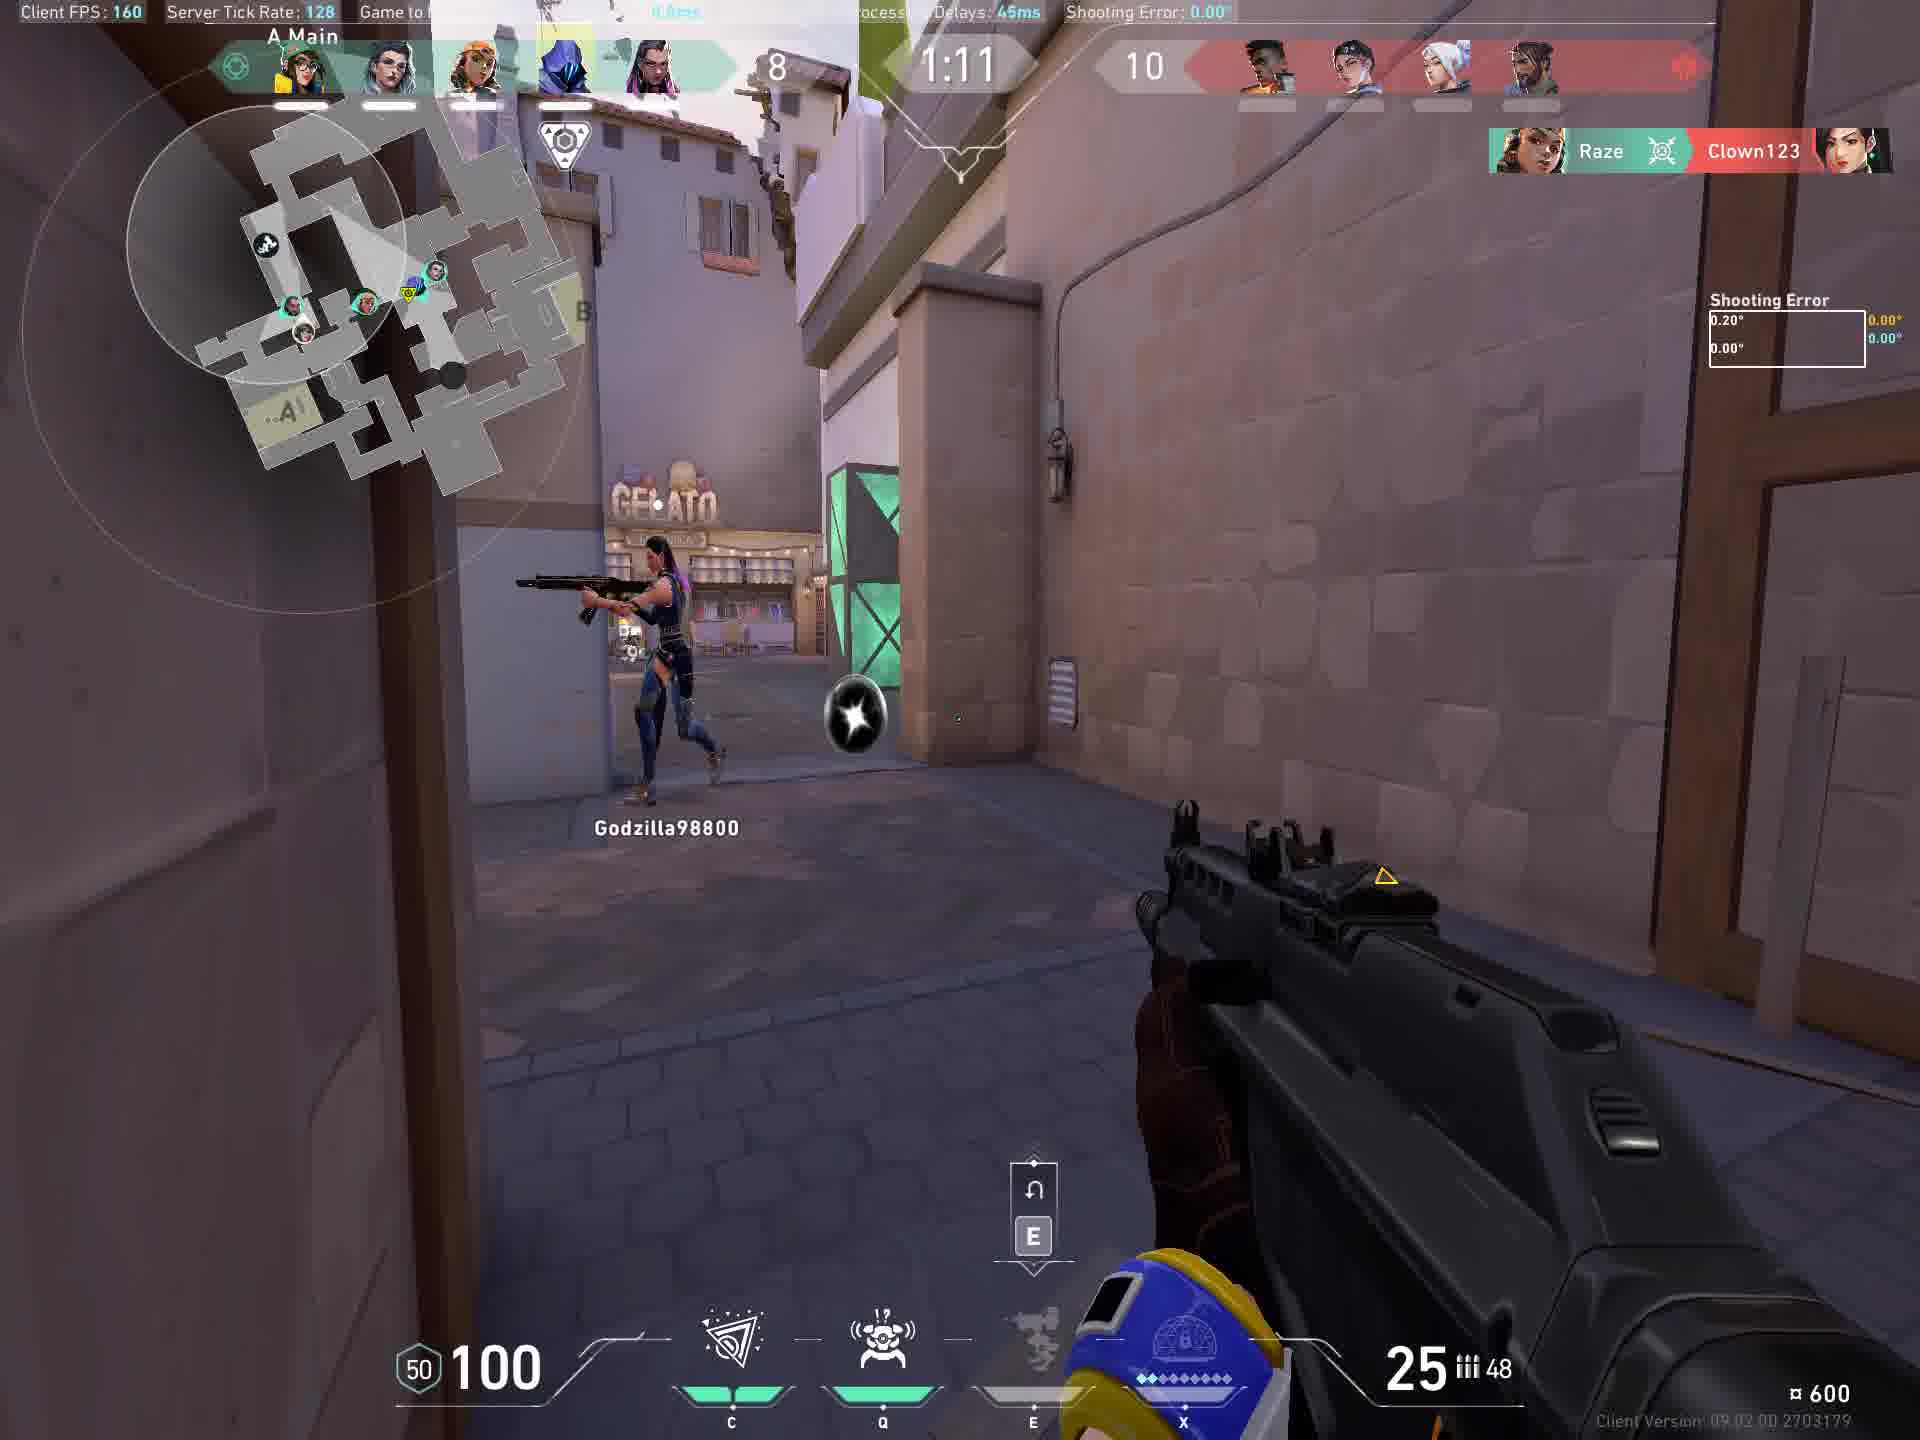 Client FPS: 160
Server Tick Rate: 128
Game to
0.0ms
Delays: 45ms
Shooting Error: 0.00°
A Main
8
1:11
10
Raze
Clown123
B
A
Shooting Error
0.20°
0.00°
0.00°
0.00°
GELATO
Godzilla98800
E
50
100
25
48
C
Q
E
X
¤ 600
Client Version: 09.02.00.2703179